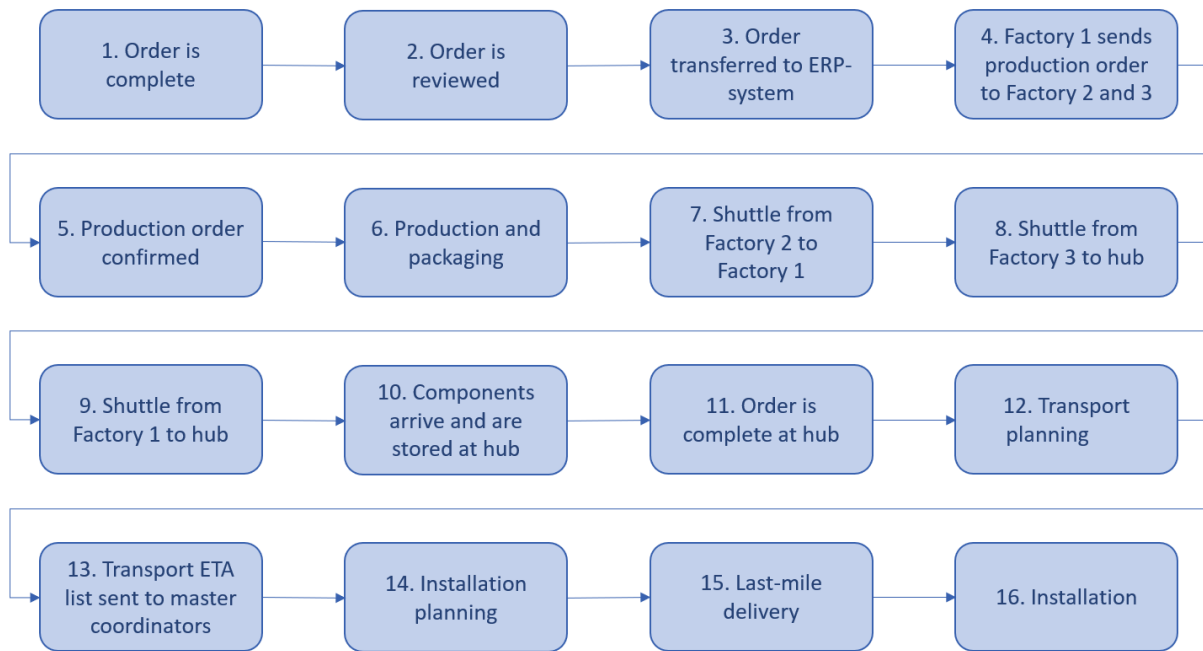 1. Order is
complete
2. Order is
reviewed
3. Order
transferred to ERP-
system
4. Factory 1 sends
production order
to Factory 2 and 3
5. Production order
confirmed
6. Production and
packaging
7. Shuttle from
Factory 2 to
Factory 1
8. Shuttle from
Factory 3 to hub
9. Shuttle from
Factory 1 to hub
10. Components
arrive and are
stored at hub
11. Order is
complete at hub
12. Transport
planning
13. Transport ETA
list sent to master
coordinators
14. Installation
planning
15. Last-mile
delivery
16. Installation